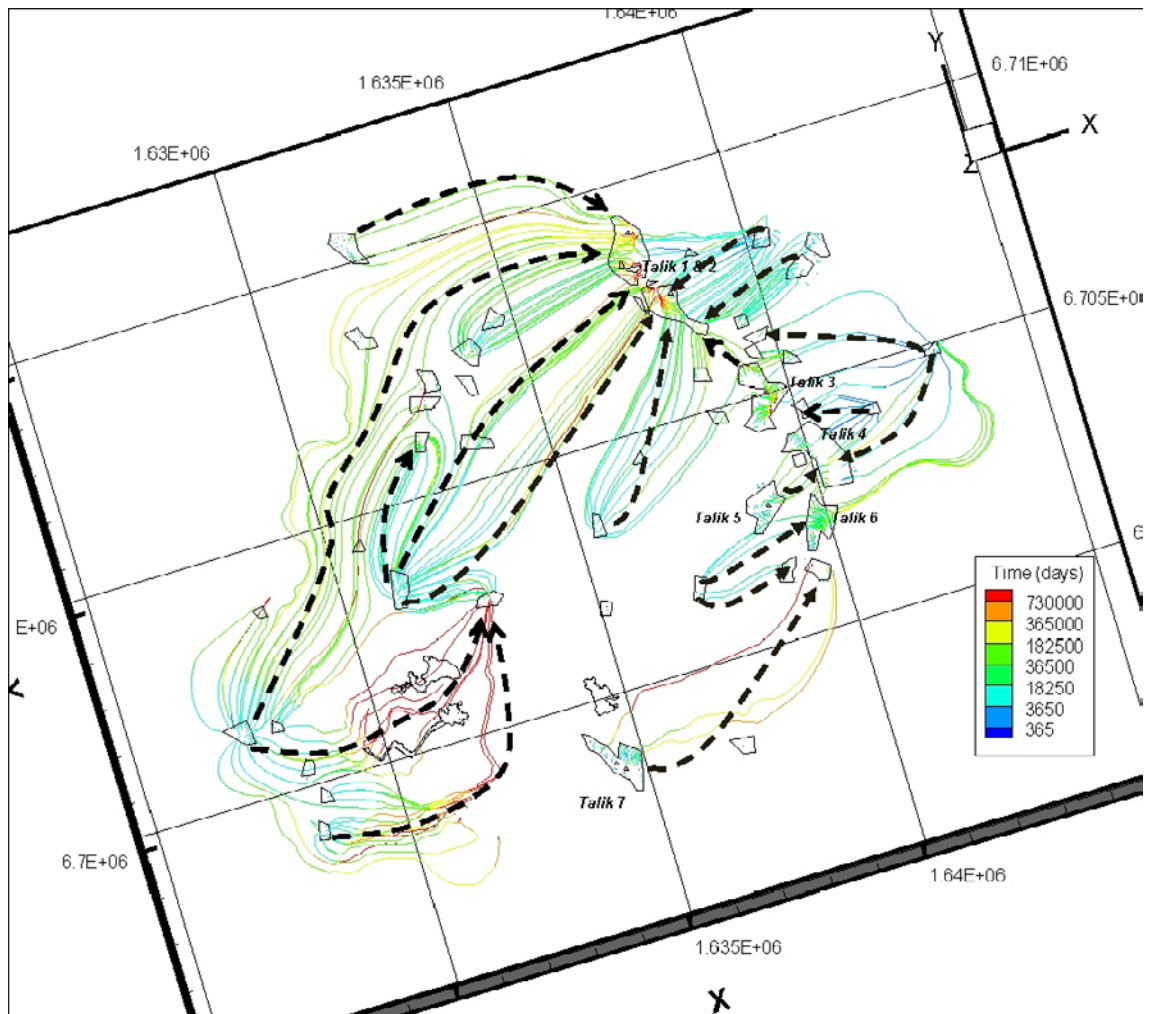 1.64E+06
Y
6.71E+06
1.635E+06
X
1.63E+06
Z
Talik 1 & 2
6.705E+0
Talik 3
Talik 4
Talik 5
Talik 6
6
Time (days)
730000
365000
182500
36500
18250
3650
365
E+06
Talik 7
6.7E+06
1.64E+06
1.635E+06
X